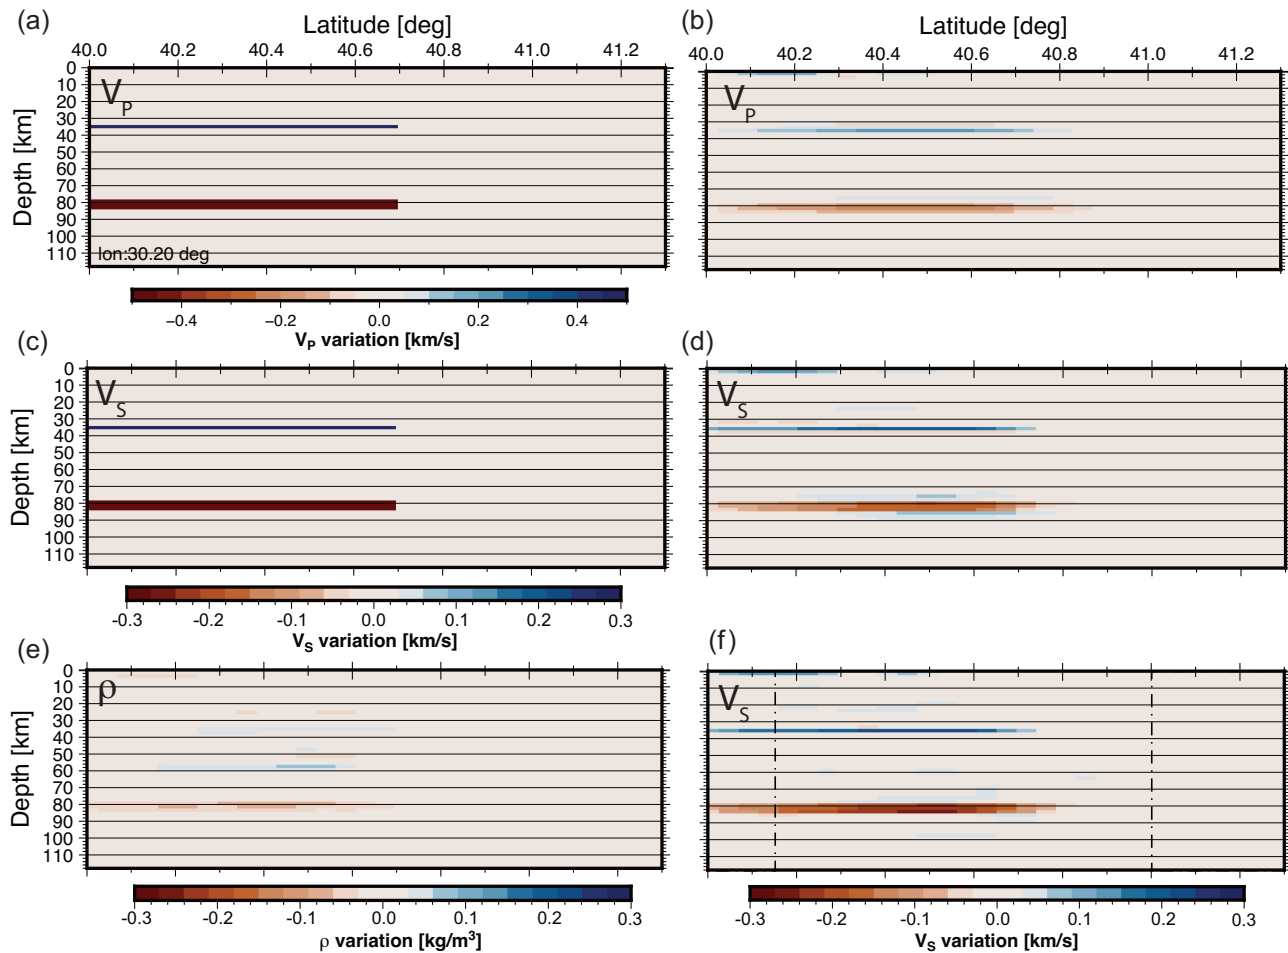 (a) Latitude [deg] (b) Latitude [deg]
40.0 40.2 40.4 40.6 40.8 41.0 41.2 40.0 40.2 40.4 40.6 40.8 41.0 41.2
Depth [km]
0
10
20
30
40
50
60
70
80
90
100
110
VP
lon:30.20 deg
VP
−0.4 −0.2 0.0 0.2 0.4
VP variation [km/s]
(c) (d)
Depth [km]
0
10
20
30
40
50
60
70
80
90
100
110
VS
VS
-0.3 -0.2 -0.1 0.0 0.1 0.2 0.3
VS variation [km/s]
(e) (f)
Depth [km]
0
10
20
30
40
50
60
70
80
90
100
110
ρ
VS
-0.3 -0.2 -0.1 0.0 0.1 0.2 0.3
ρ variation [kg/m³]
-0.3 -0.2 -0.1 0.0 0.1 0.2 0.3
VS variation [km/s]